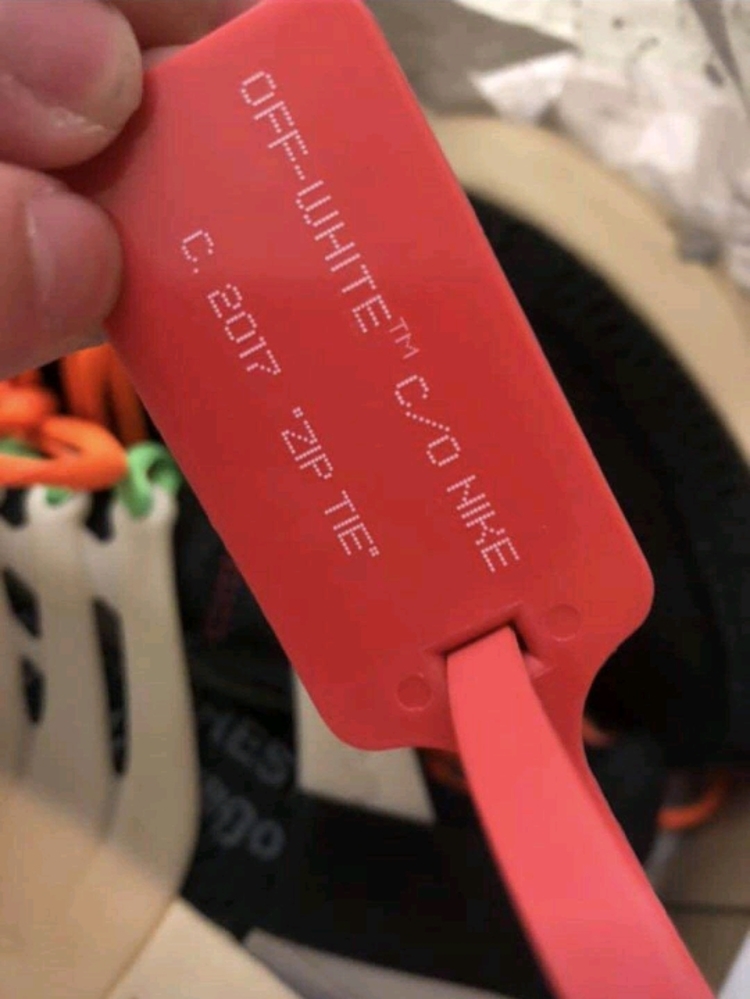 OFF-WHITE™ C/O NIKE
C. 2017 "ZIP TIE"